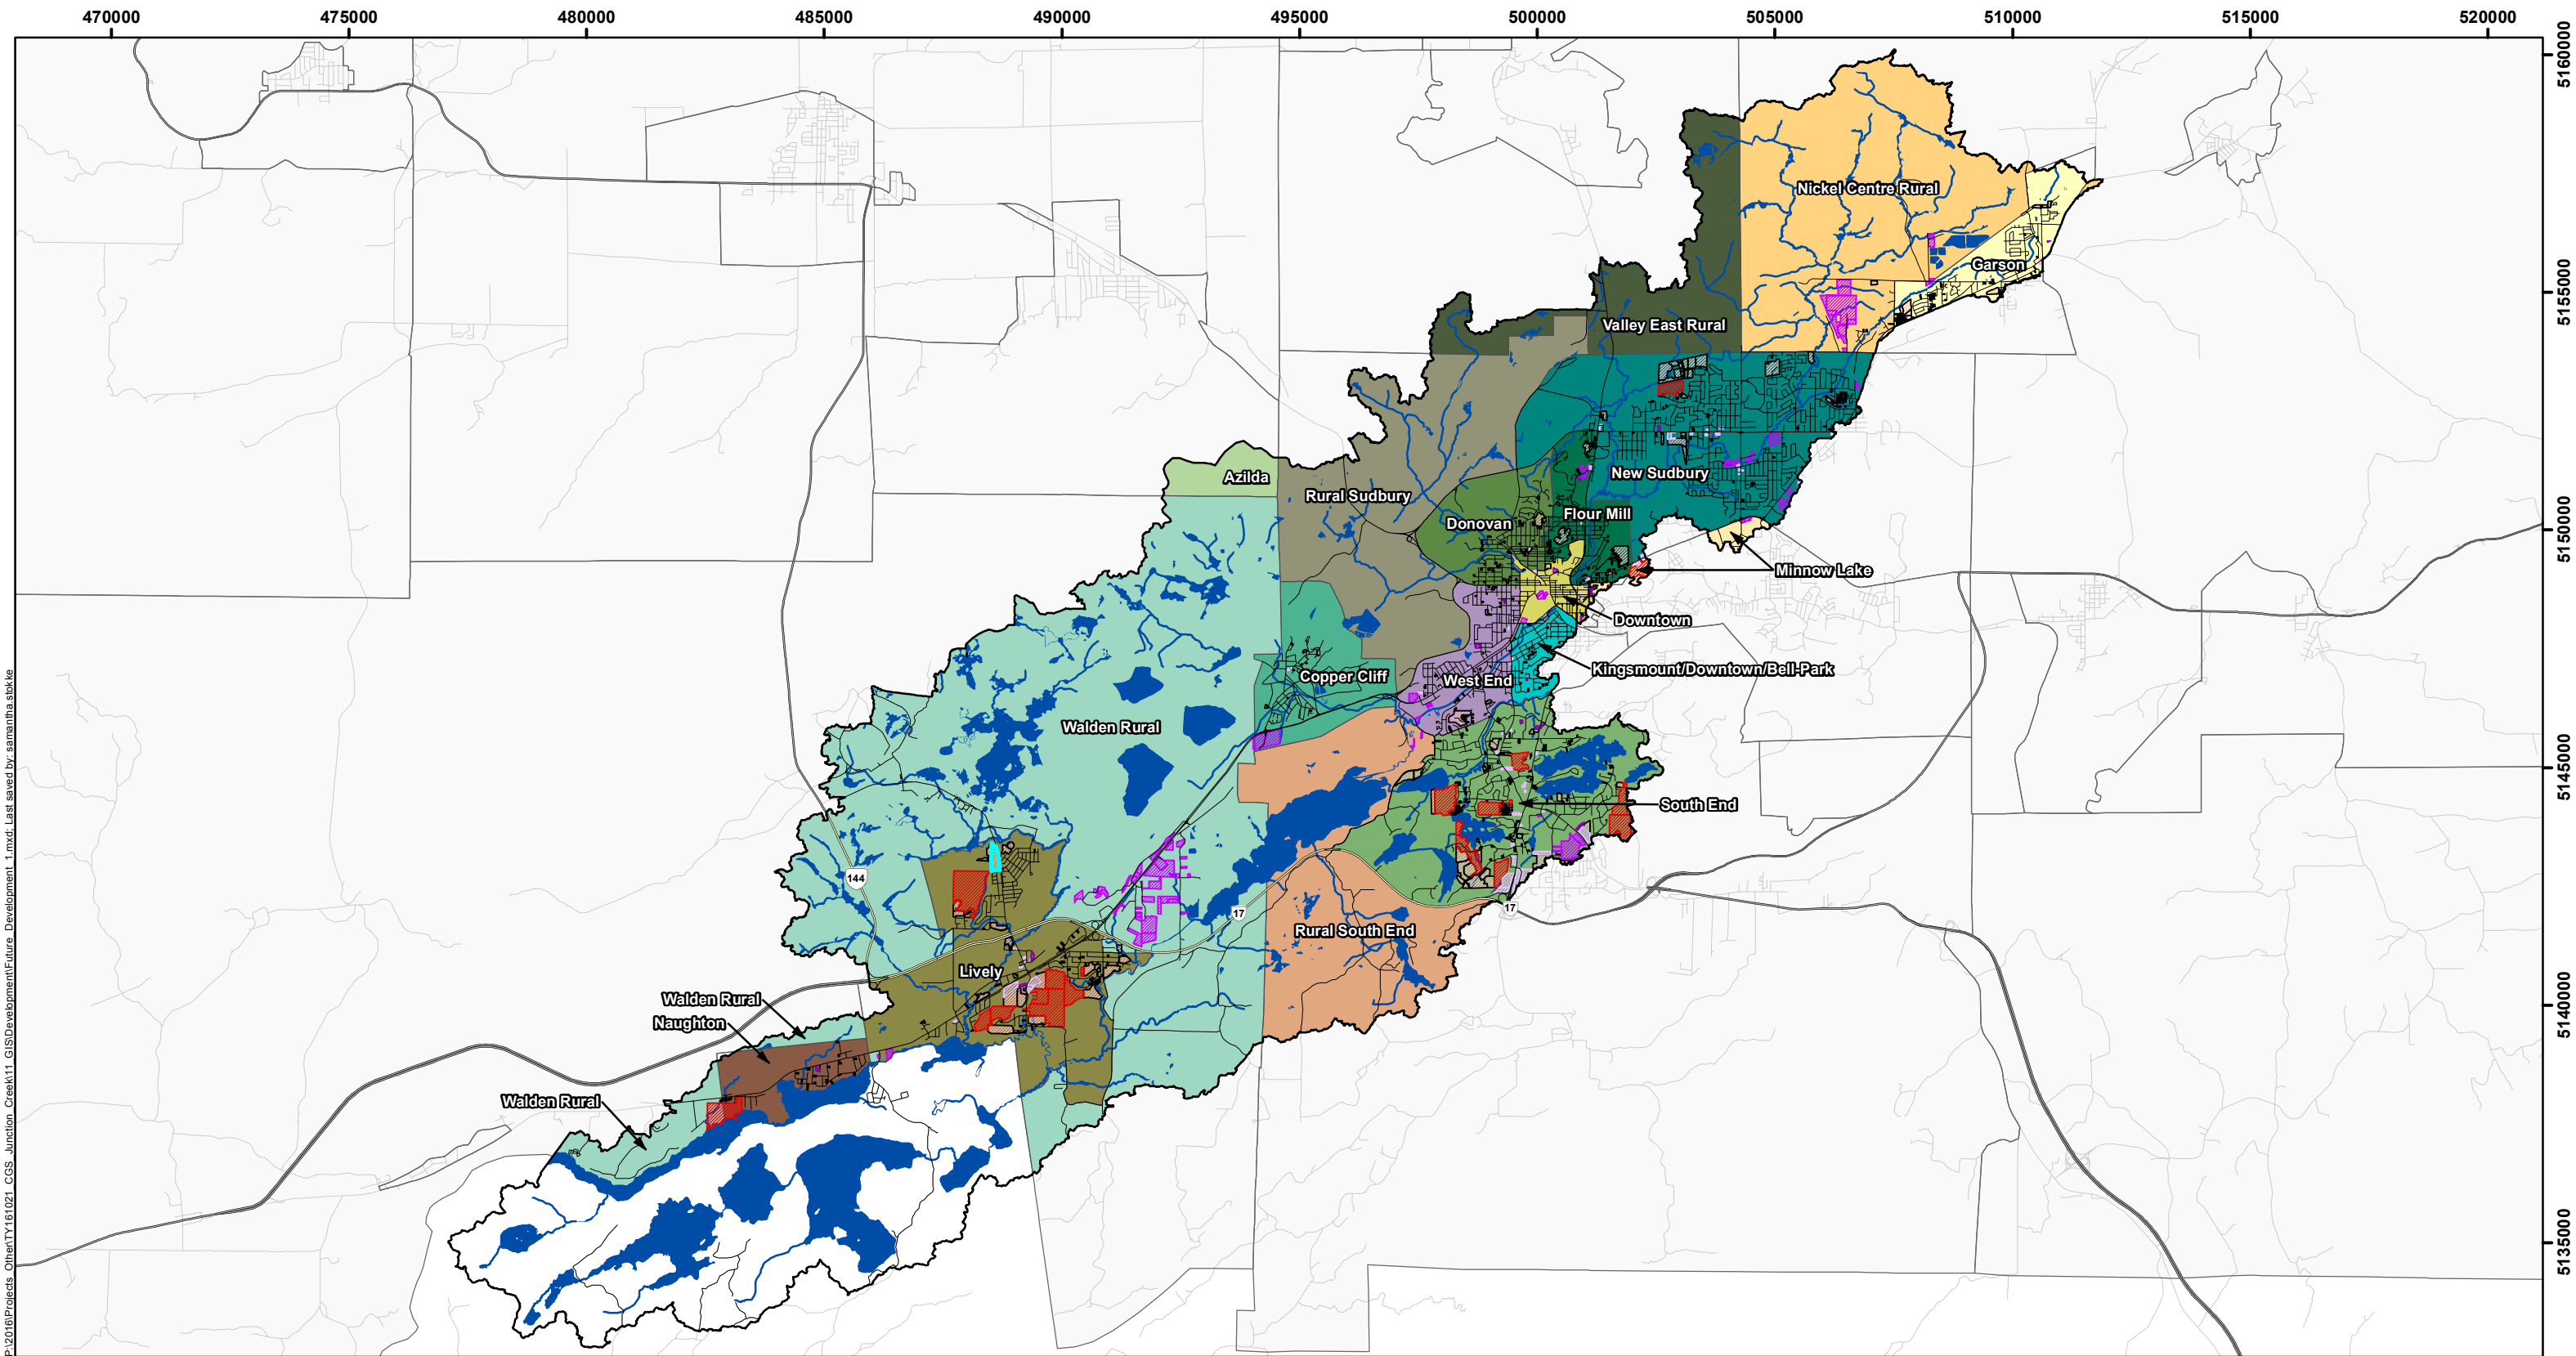 470000 475000 480000 485000 490000 495000 500000 505000 510000 515000 520000
5160000
Nickel Centre Rural
Garson
5155000
Valley East Rural
New Sudbury
Azilda
Rural Sudbury
Flour Mill
Donovan
5150000
Minnow Lake
Downtown
Kingsmount/Downtown/Bell-Park
Copper Cliff
West End
Walden Rural
5145000
South End
144
17
17
Rural South End
Lively
Walden Rural
5140000
Naughton
Walden Rural
5135000
P:\2016\Projects_Other\TY161021_CGS_Junction_Creek\11_GIS\Development\Future_Development_1.mxd; Last saved by: samantha.stokke